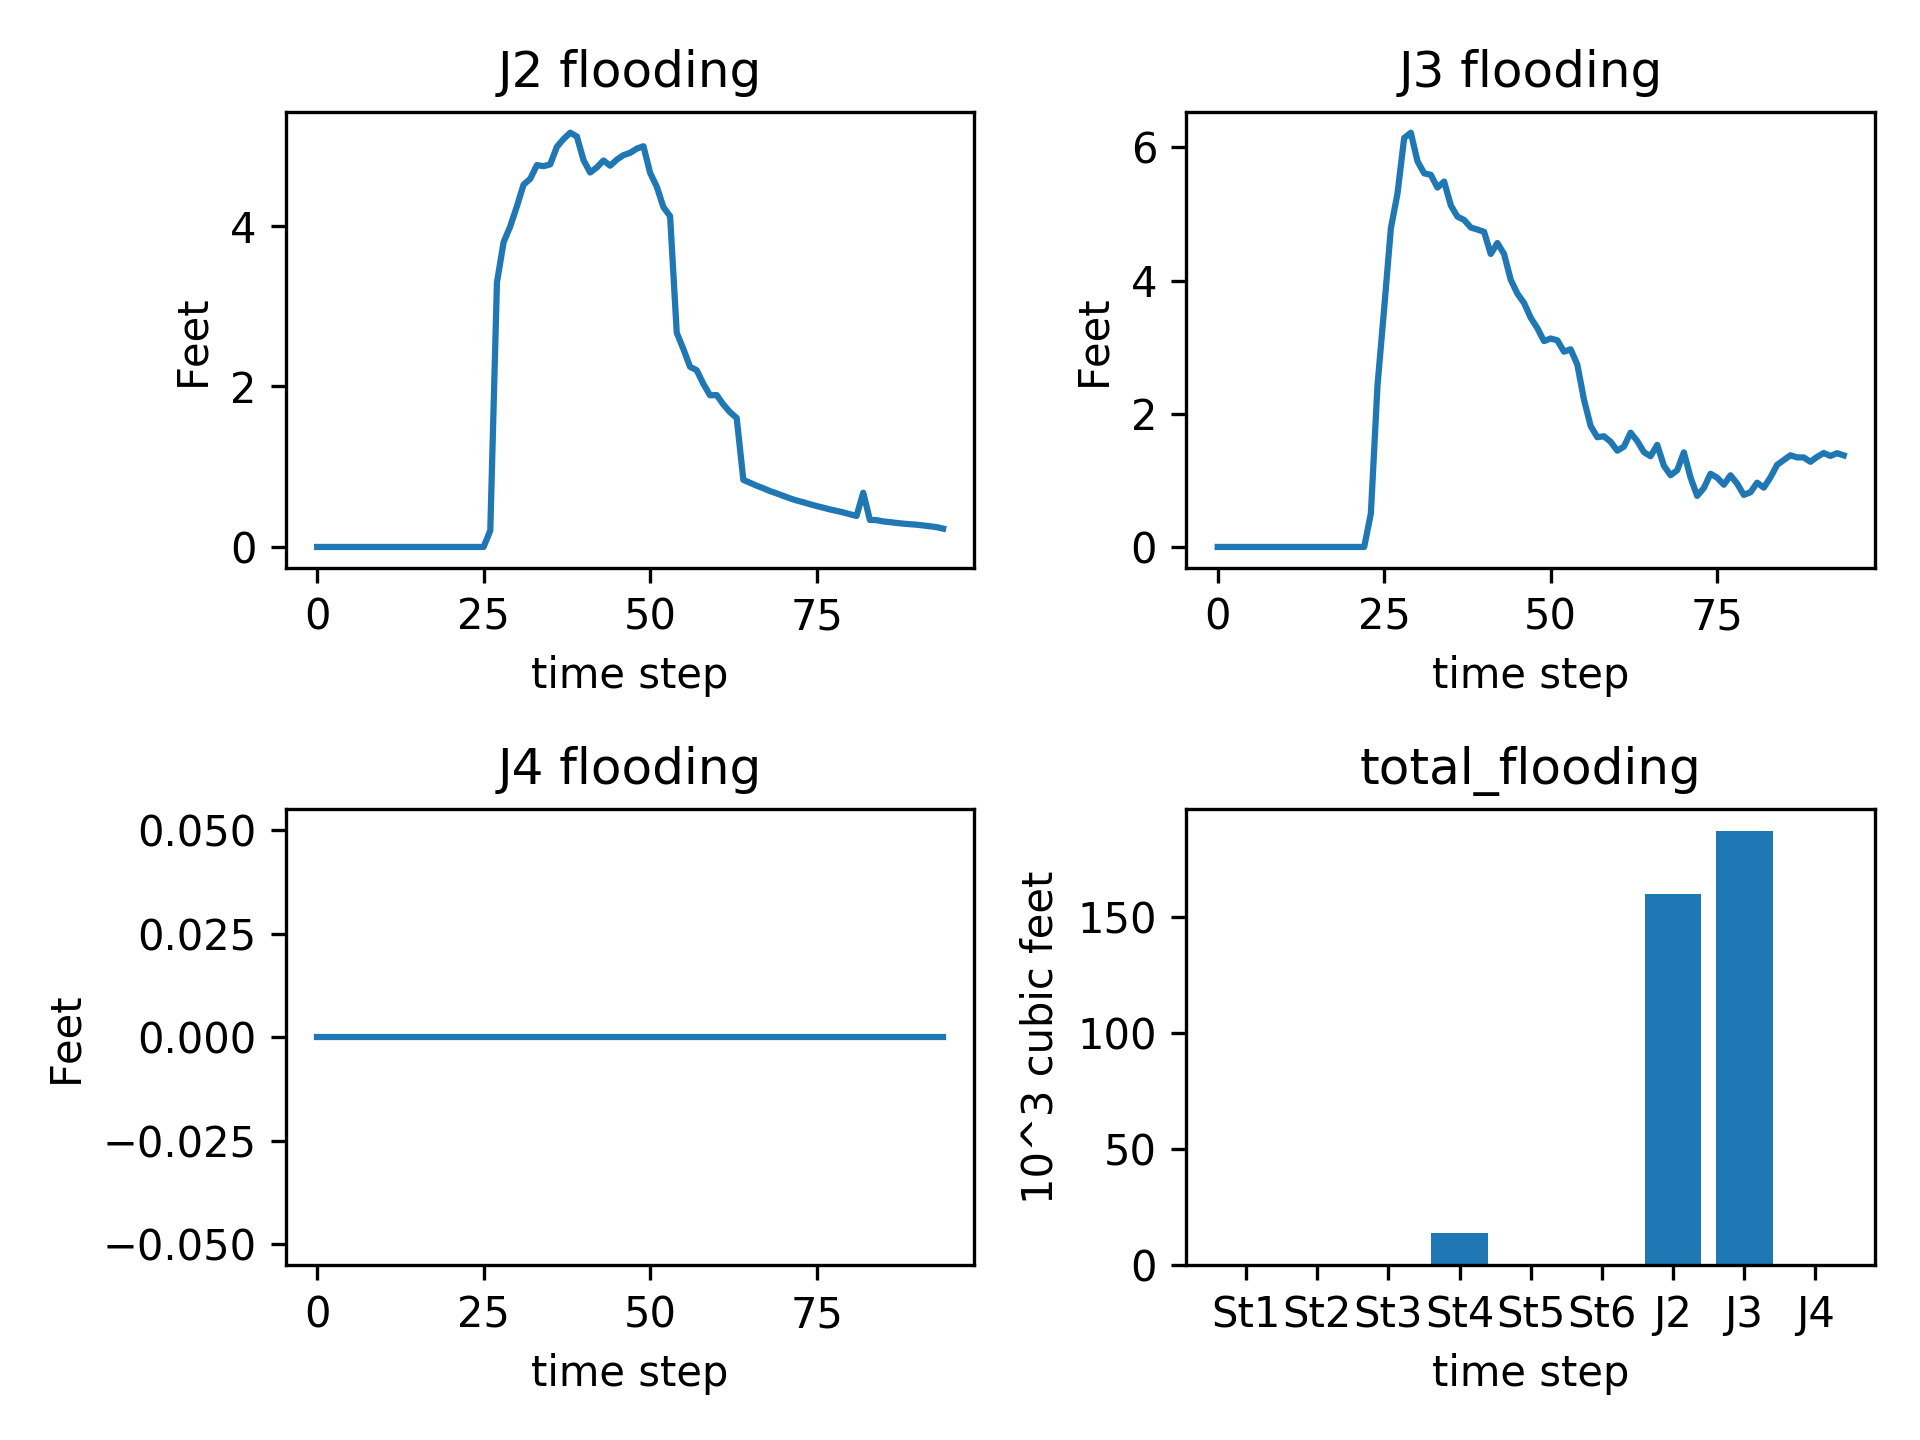 J2 flooding
Feet
4
2
0
0 25 50 75
time step
J3 flooding
Feet
6
4
2
0
0 25 50 75
time step
J4 flooding
Feet
0.050
0.025
0.000
−0.025
−0.050
0 25 50 75
time step
total_flooding
10^3 cubic feet
150
100
50
0
St1 St2 St3 St4 St5 St6 J2 J3 J4
time step